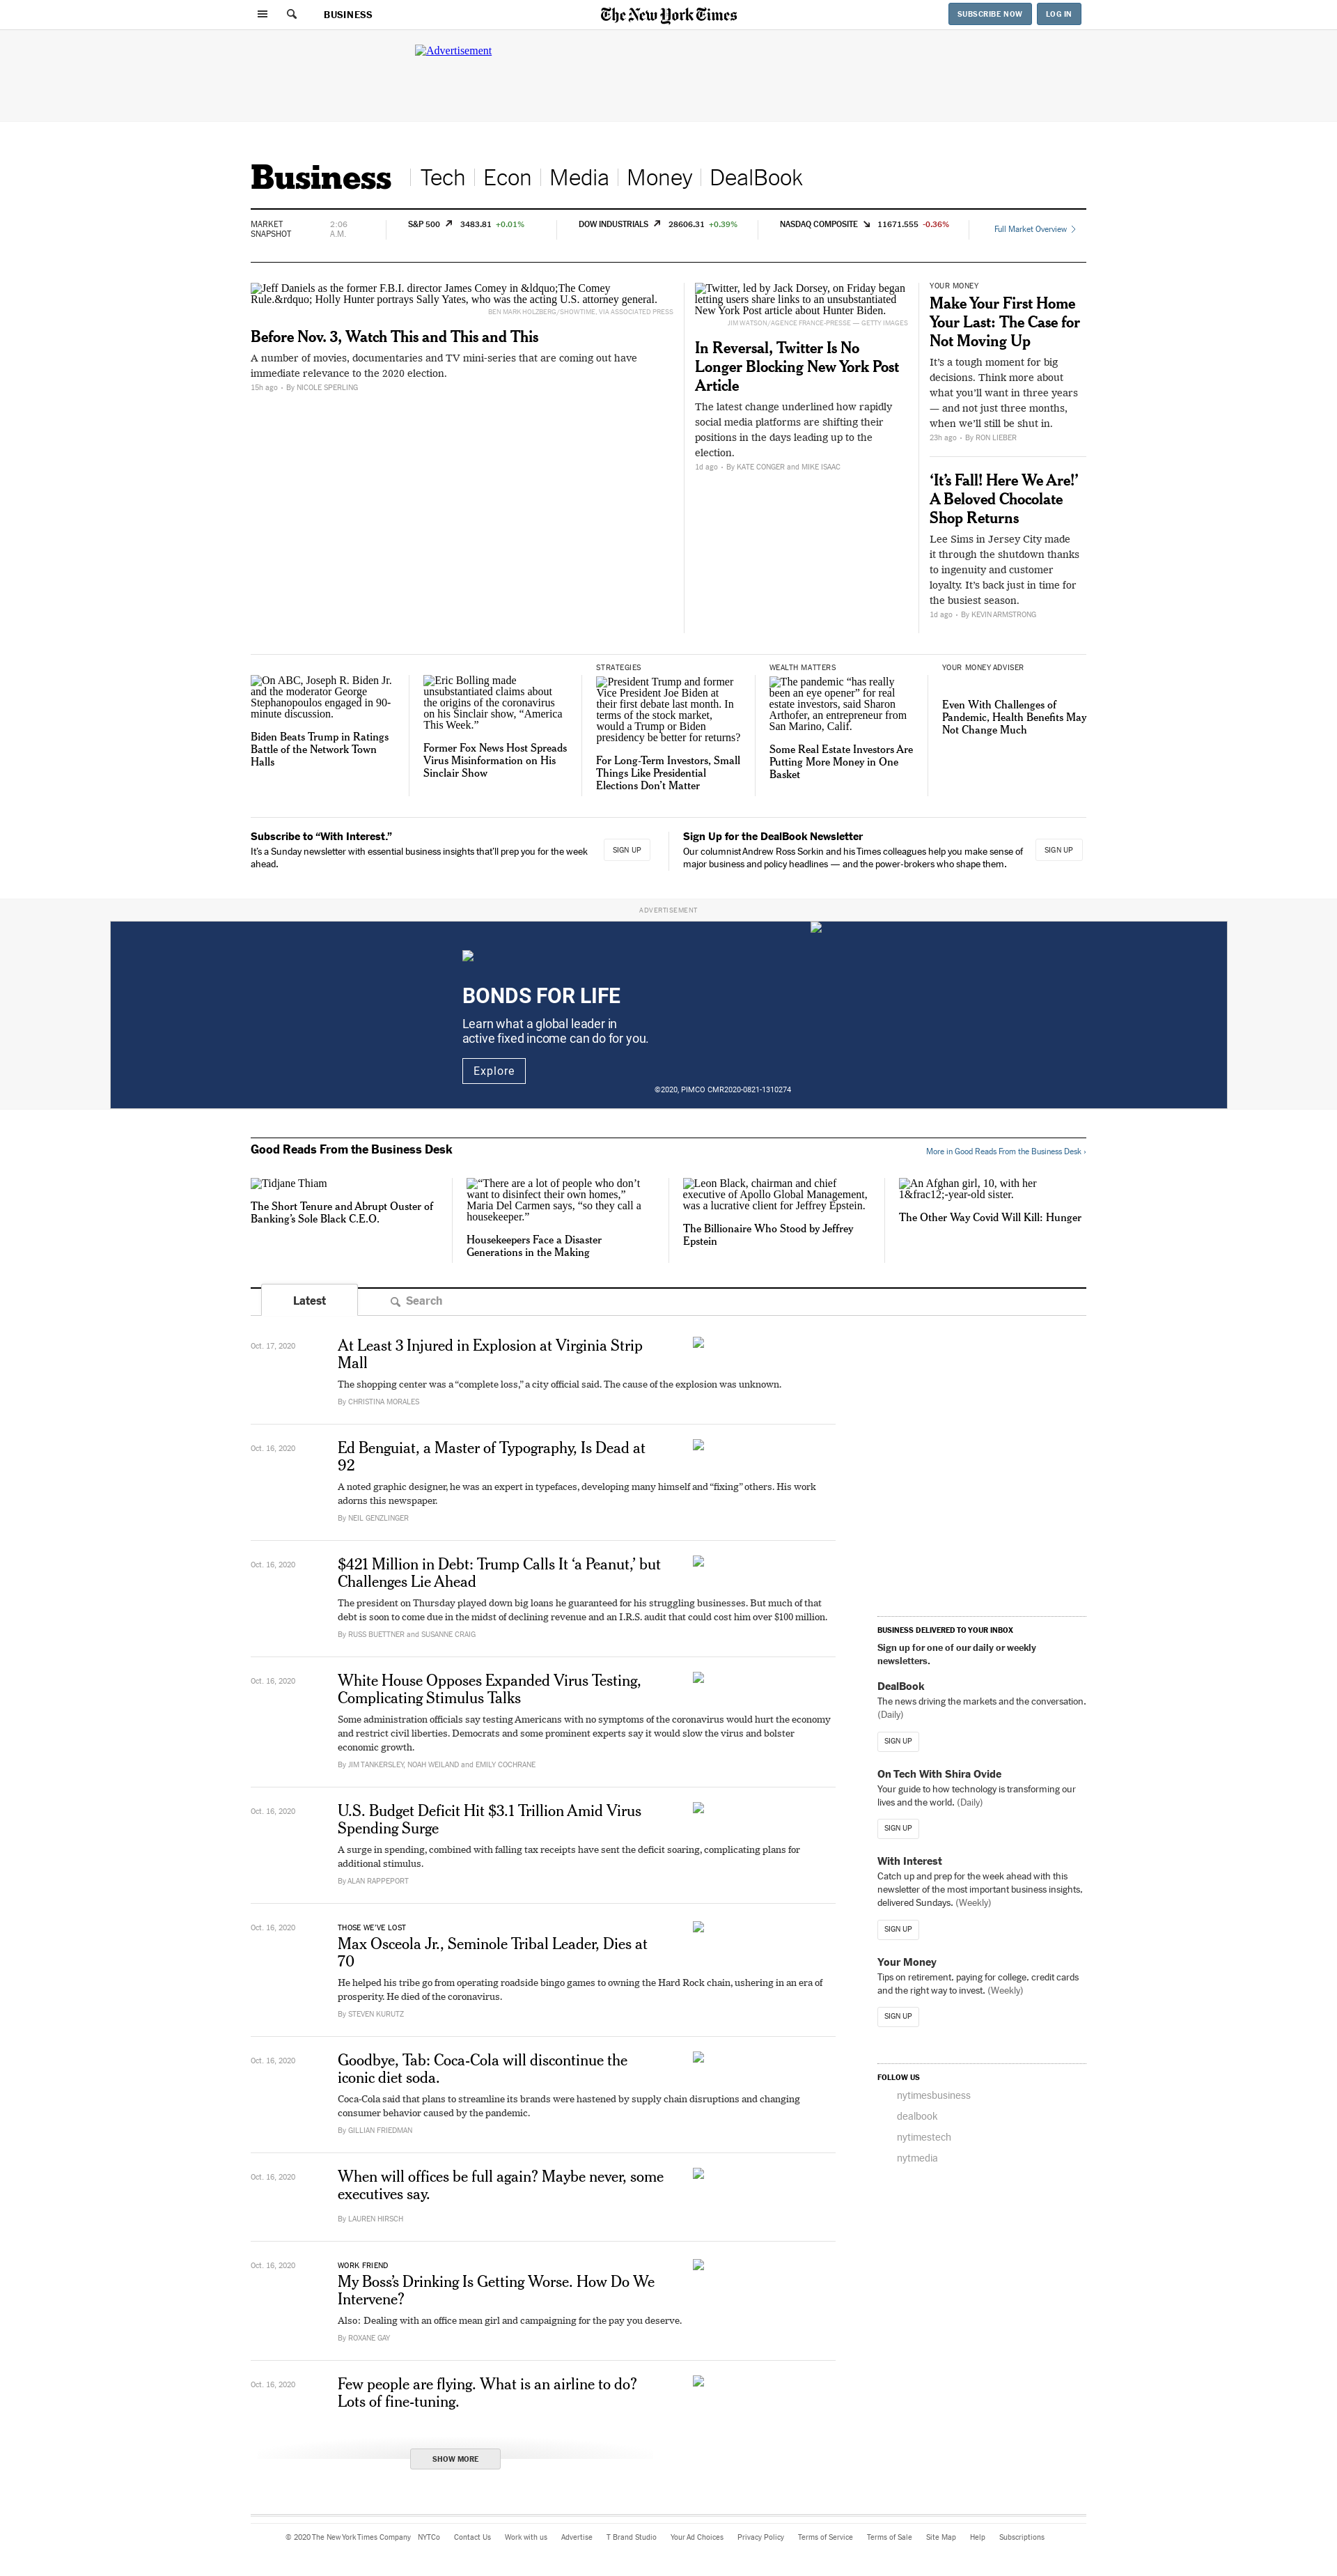 BUSINESS
The New York Times
SUBSCRIBE NOW
LOG IN
Advertisement
Business
Tech
Econ
Media
Money
DealBook
MARKET
SNAPSHOT
2:06
A.M.
S&P 500 3483.81 +0.01%
DOW INDUSTRIALS 28606.31 +0.39%
NASDAQ COMPOSITE 11671.555 -0.36%
Full Market Overview
Jeff Daniels as the former F.B.I. director James Comey in &ldquo;The Comey
Rule.&rdquo; Holly Hunter portrays Sally Yates, who was the acting U.S. attorney general.
BEN MARK HOLZBERG/SHOWTIME, VIA ASSOCIATED PRESS
Before Nov. 3, Watch This and This and This
A number of movies, documentaries and TV mini-series that are coming out have
immediate relevance to the 2020 election.
15h ago • By NICOLE SPERLING
Twitter, led by Jack Dorsey, on Friday began
letting users share links to an unsubstantiated
New York Post article about Hunter Biden.
JIM WATSON/AGENCE FRANCE-PRESSE — GETTY IMAGES
In Reversal, Twitter Is No
Longer Blocking New York Post
Article
The latest change underlined how rapidly
social media platforms are shifting their
positions in the days leading up to the
election.
1d ago • By KATE CONGER and MIKE ISAAC
YOUR MONEY
Make Your First Home
Your Last: The Case for
Not Moving Up
It’s a tough moment for big
decisions. Think more about
what you’ll want in three years
— and not just three months,
when we’ll still be shut in.
23h ago • By RON LIEBER
‘It’s Fall! Here We Are!’
A Beloved Chocolate
Shop Returns
Lee Sims in Jersey City made
it through the shutdown thanks
to ingenuity and customer
loyalty. It’s back just in time for
the busiest season.
1d ago • By KEVIN ARMSTRONG
On ABC, Joseph R. Biden Jr.
and the moderator George
Stephanopoulos engaged in 90-
minute discussion.
Biden Beats Trump in Ratings
Battle of the Network Town
Halls
Eric Bolling made
unsubstantiated claims about
the origins of the coronavirus
on his Sinclair show, “America
This Week.”
Former Fox News Host Spreads
Virus Misinformation on His
Sinclair Show
STRATEGIES
President Trump and former
Vice President Joe Biden at
their first debate last month. In
terms of the stock market,
would a Trump or Biden
presidency be better for returns?
For Long-Term Investors, Small
Things Like Presidential
Elections Don’t Matter
WEALTH MATTERS
The pandemic “has really
been an eye opener” for real
estate investors, said Sharon
Arthofer, an entrepreneur from
San Marino, Calif.
Some Real Estate Investors Are
Putting More Money in One
Basket
YOUR MONEY ADVISER
Even With Challenges of
Pandemic, Health Benefits May
Not Change Much
Subscribe to “With Interest.”
It’s a Sunday newsletter with essential business insights that’ll prep you for the week
ahead.
SIGN UP
Sign Up for the DealBook Newsletter
Our columnist Andrew Ross Sorkin and his Times colleagues help you make sense of
major business and policy headlines — and the power-brokers who shape them.
SIGN UP
ADVERTISEMENT
BONDS FOR LIFE
Learn what a global leader in
active fixed income can do for you.
Explore
©2020, PIMCO CMR2020-0821-1310274
Good Reads From the Business Desk
More in Good Reads From the Business Desk »
Tidjane Thiam
The Short Tenure and Abrupt Ouster of
Banking’s Sole Black C.E.O.
“There are a lot of people who don’t
want to disinfect their own homes,”
Maria Del Carmen says, “so they call a
housekeeper.”
Housekeepers Face a Disaster
Generations in the Making
Leon Black, chairman and chief
executive of Apollo Global Management,
was a lucrative client for Jeffrey Epstein.
The Billionaire Who Stood by Jeffrey
Epstein
An Afghan girl, 10, with her
1&frac12;-year-old sister.
The Other Way Covid Will Kill: Hunger
Latest
Search
Oct. 17, 2020
At Least 3 Injured in Explosion at Virginia Strip
Mall
The shopping center was a “complete loss,” a city official said. The cause of the explosion was unknown.
By CHRISTINA MORALES
Oct. 16, 2020
Ed Benguiat, a Master of Typography, Is Dead at
92
A noted graphic designer, he was an expert in typefaces, developing many himself and “fixing” others. His work
adorns this newspaper.
By NEIL GENZLINGER
Oct. 16, 2020
$421 Million in Debt: Trump Calls It ‘a Peanut,’ but
Challenges Lie Ahead
The president on Thursday played down big loans he guaranteed for his struggling businesses. But much of that
debt is soon to come due in the midst of declining revenue and an I.R.S. audit that could cost him over $100 million.
By RUSS BUETTNER and SUSANNE CRAIG
Oct. 16, 2020
White House Opposes Expanded Virus Testing,
Complicating Stimulus Talks
Some administration officials say testing Americans with no symptoms of the coronavirus would hurt the economy
and restrict civil liberties. Democrats and some prominent experts say it would slow the virus and bolster
economic growth.
By JIM TANKERSLEY, NOAH WEILAND and EMILY COCHRANE
Oct. 16, 2020
U.S. Budget Deficit Hit $3.1 Trillion Amid Virus
Spending Surge
A surge in spending, combined with falling tax receipts have sent the deficit soaring, complicating plans for
additional stimulus.
By ALAN RAPPEPORT
Oct. 16, 2020
THOSE WE’VE LOST
Max Osceola Jr., Seminole Tribal Leader, Dies at
70
He helped his tribe go from operating roadside bingo games to owning the Hard Rock chain, ushering in an era of
prosperity. He died of the coronavirus.
By STEVEN KURUTZ
Oct. 16, 2020
Goodbye, Tab: Coca-Cola will discontinue the
iconic diet soda.
Coca-Cola said that plans to streamline its brands were hastened by supply chain disruptions and changing
consumer behavior caused by the pandemic.
By GILLIAN FRIEDMAN
Oct. 16, 2020
When will offices be full again? Maybe never, some
executives say.
By LAUREN HIRSCH
Oct. 16, 2020
WORK FRIEND
My Boss’s Drinking Is Getting Worse. How Do We
Intervene?
Also: Dealing with an office mean girl and campaigning for the pay you deserve.
By ROXANE GAY
Oct. 16, 2020
Few people are flying. What is an airline to do?
Lots of fine-tuning.
SHOW MORE
BUSINESS DELIVERED TO YOUR INBOX
Sign up for one of our daily or weekly
newsletters.
DealBook
The news driving the markets and the conversation.
(Daily)
SIGN UP
On Tech With Shira Ovide
Your guide to how technology is transforming our
lives and the world. (Daily)
SIGN UP
With Interest
Catch up and prep for the week ahead with this
newsletter of the most important business insights,
delivered Sundays. (Weekly)
SIGN UP
Your Money
Tips on retirement, paying for college, credit cards
and the right way to invest. (Weekly)
SIGN UP
FOLLOW US
nytimesbusiness
dealbook
nytimestech
nytmedia
© 2020 The New York Times Company NYTCo Contact Us Work with us Advertise T Brand Studio Your Ad Choices Privacy Policy Terms of Service Terms of Sale Site Map Help Subscriptions